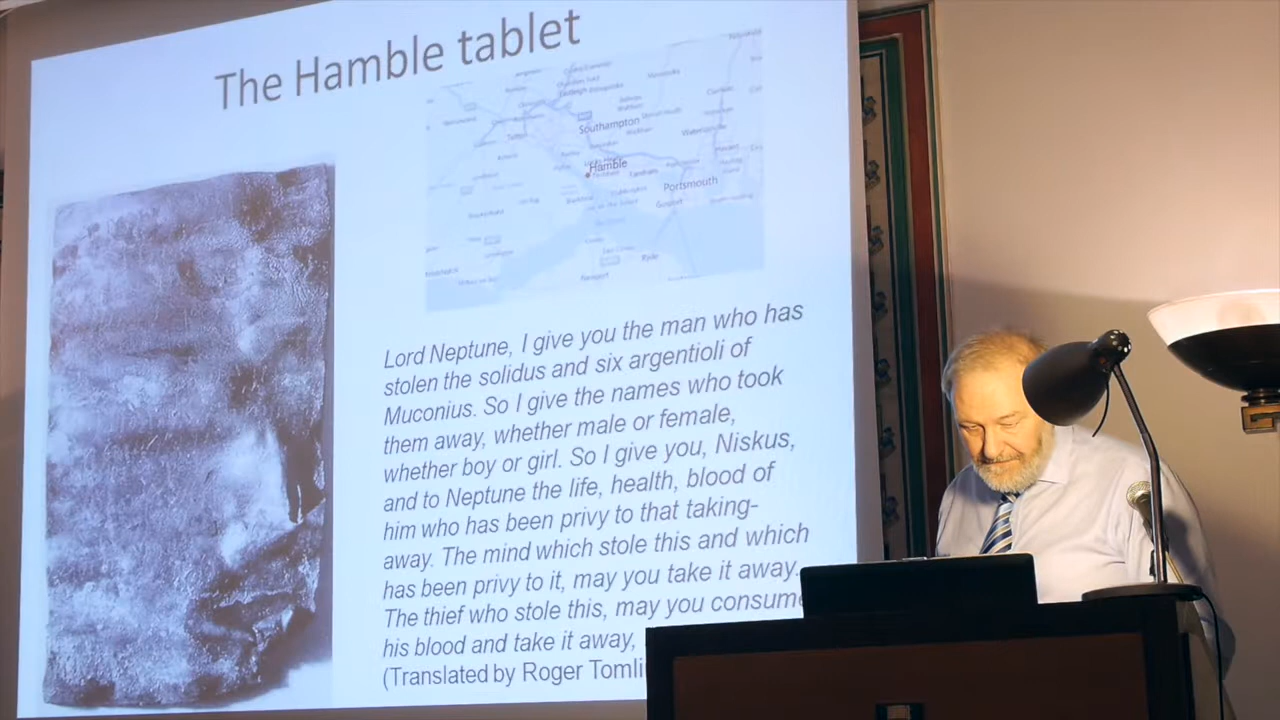 The Hamble tablet
Southampton
Hamble
Portsmouth
Gosport
Ryde
Newport
Lord Neptune, I give you the man who has
stolen the solidus and six argentioli of
Muconius. So I give the names who took
them away, whether male or female,
whether boy or girl. So I give you, Niskus,
and to Neptune the life, health, blood of
him who has been privy to that taking-
away. The mind which stole this and which
has been privy to it, may you take it away.
The thief who stole this, may you consume
his blood and take it away,
(Translated by Roger Tomli